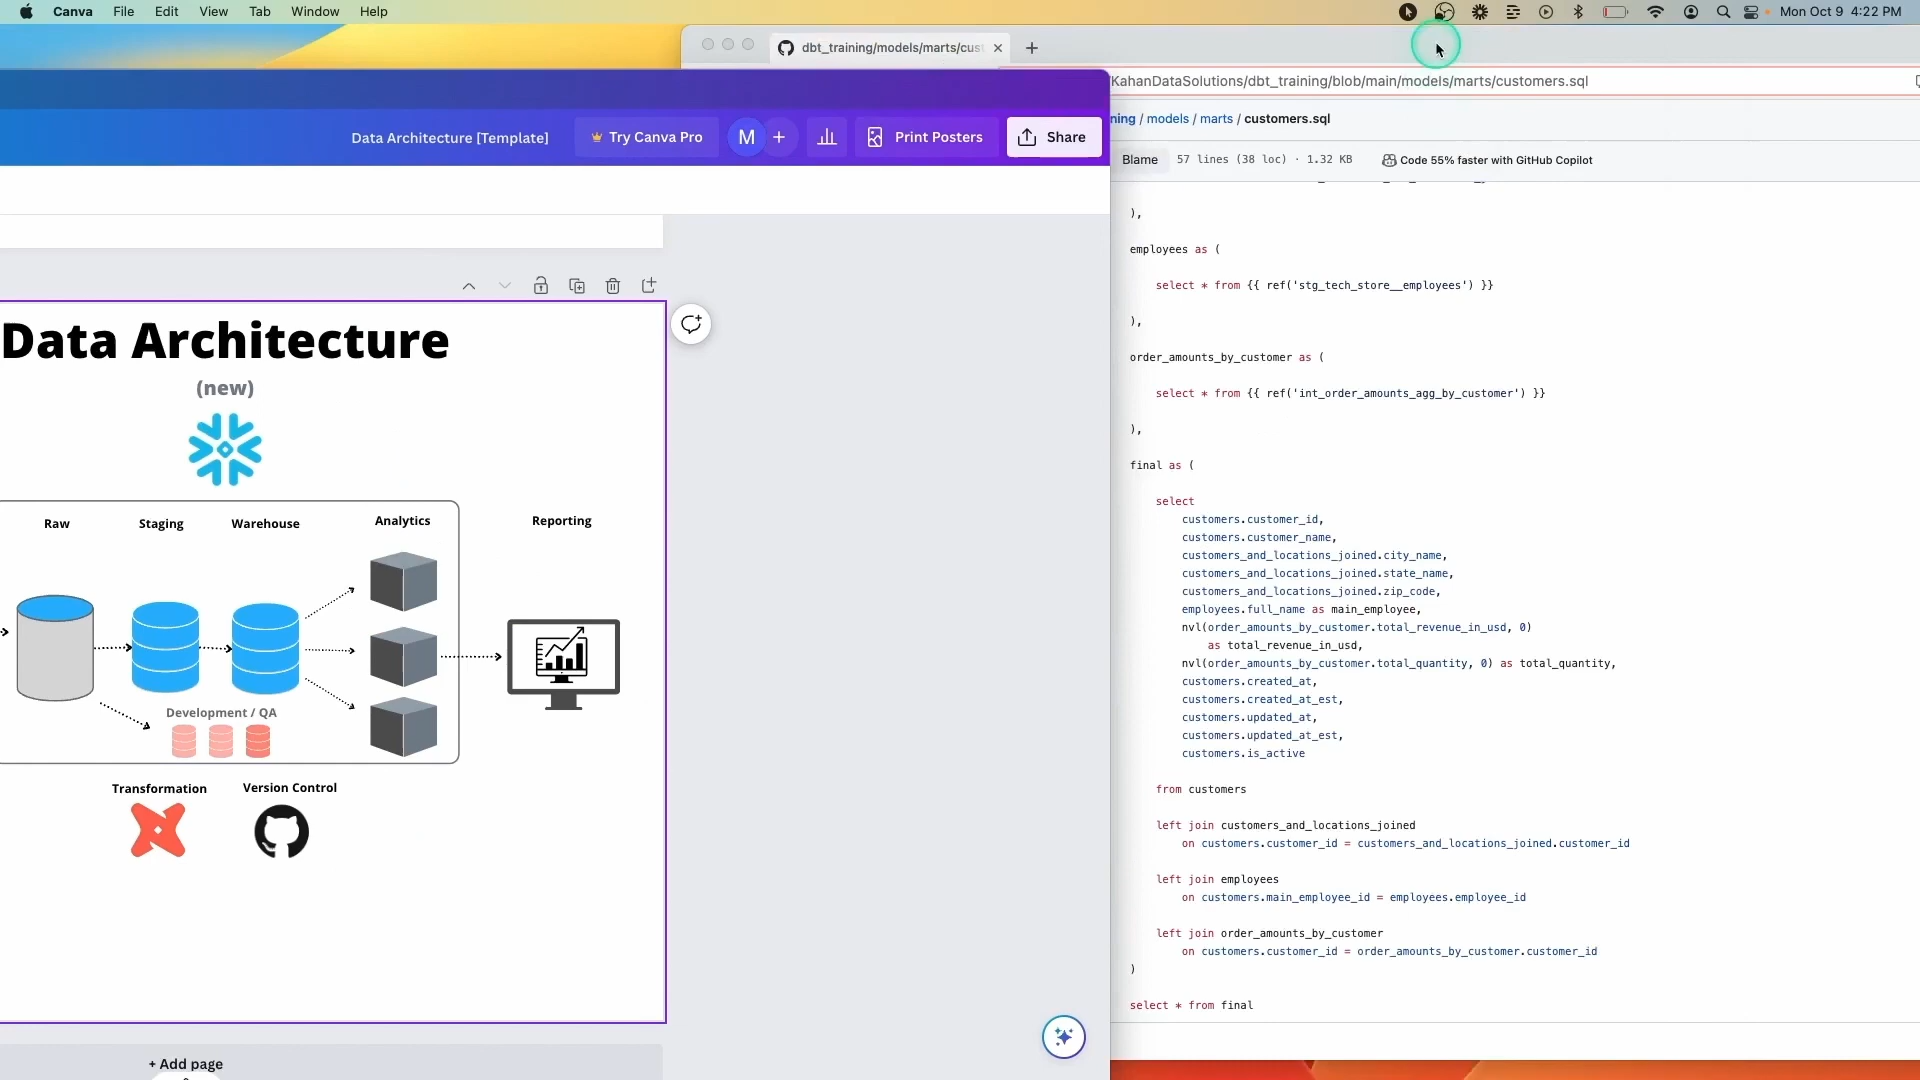 Canva File Edit View Tab Window Help
Mon Oct 9 4:22 PM
dbt_training/models/marts/cus
KahanDataSolutions/dbt_training/blob/main/models/marts/customers.sql
Data Architecture [Template]
Try Canva Pro
M
+
Print Posters
Share
ning / models / marts / customers.sql
Blame
57 lines (38 loc) · 1.32 KB
Code 55% faster with GitHub Copilot
Data Architecture
(new)
Raw
Staging
Warehouse
Analytics
Reporting
Development / QA
Transformation
Version Control
+ Add page
),
employees as (
select * from {{ ref('stg_tech_store__employees') }}
),
order_amounts_by_customer as (
select * from {{ ref('int_order_amounts_agg_by_customer') }}
),
final as (
select
customers.customer_id,
customers.customer_name,
customers_and_locations_joined.city_name,
customers_and_locations_joined.state_name,
customers_and_locations_joined.zip_code,
employees.full_name as main_employee,
nvl(order_amounts_by_customer.total_revenue_in_usd, 0)
as total_revenue_in_usd,
nvl(order_amounts_by_customer.total_quantity, 0) as total_quantity,
customers.created_at,
customers.created_at_est,
customers.updated_at,
customers.updated_at_est,
customers.is_active
from customers
left join customers_and_locations_joined
on customers.customer_id = customers_and_locations_joined.customer_id
left join employees
on customers.main_employee_id = employees.employee_id
left join order_amounts_by_customer
on customers.customer_id = order_amounts_by_customer.customer_id
)
select * from final